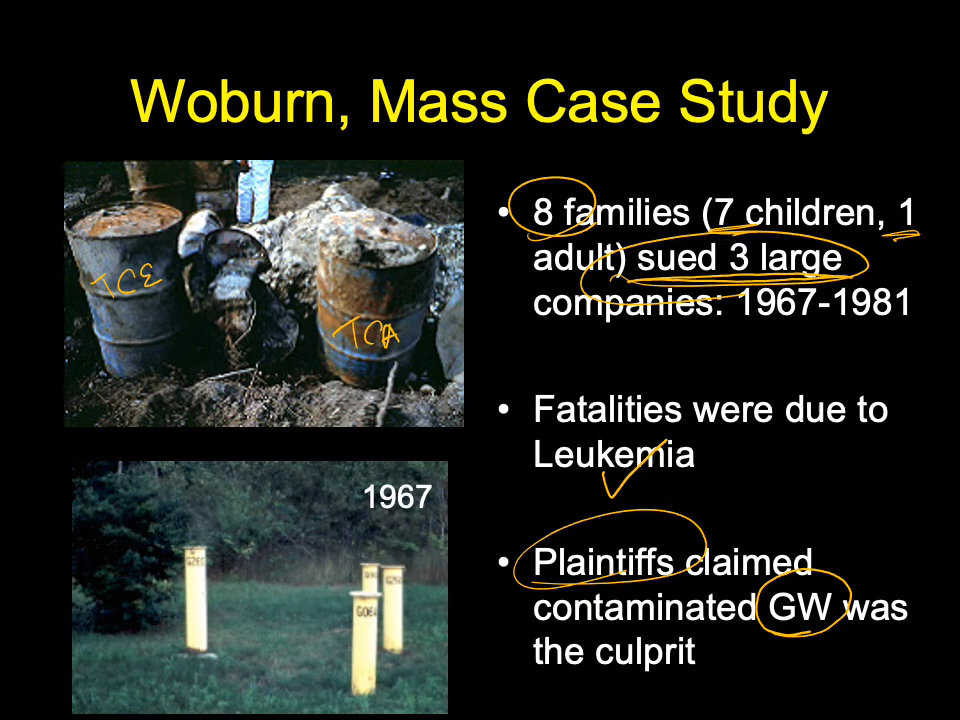 Woburn, Mass Case Study
TCE
TCA
• 8 families (7 children, 1
adult) sued 3 large
companies: 1967-1981
• Fatalities were due to
Leukemia
• Plaintiffs claimed
contaminated GW was
the culprit
1967
G064